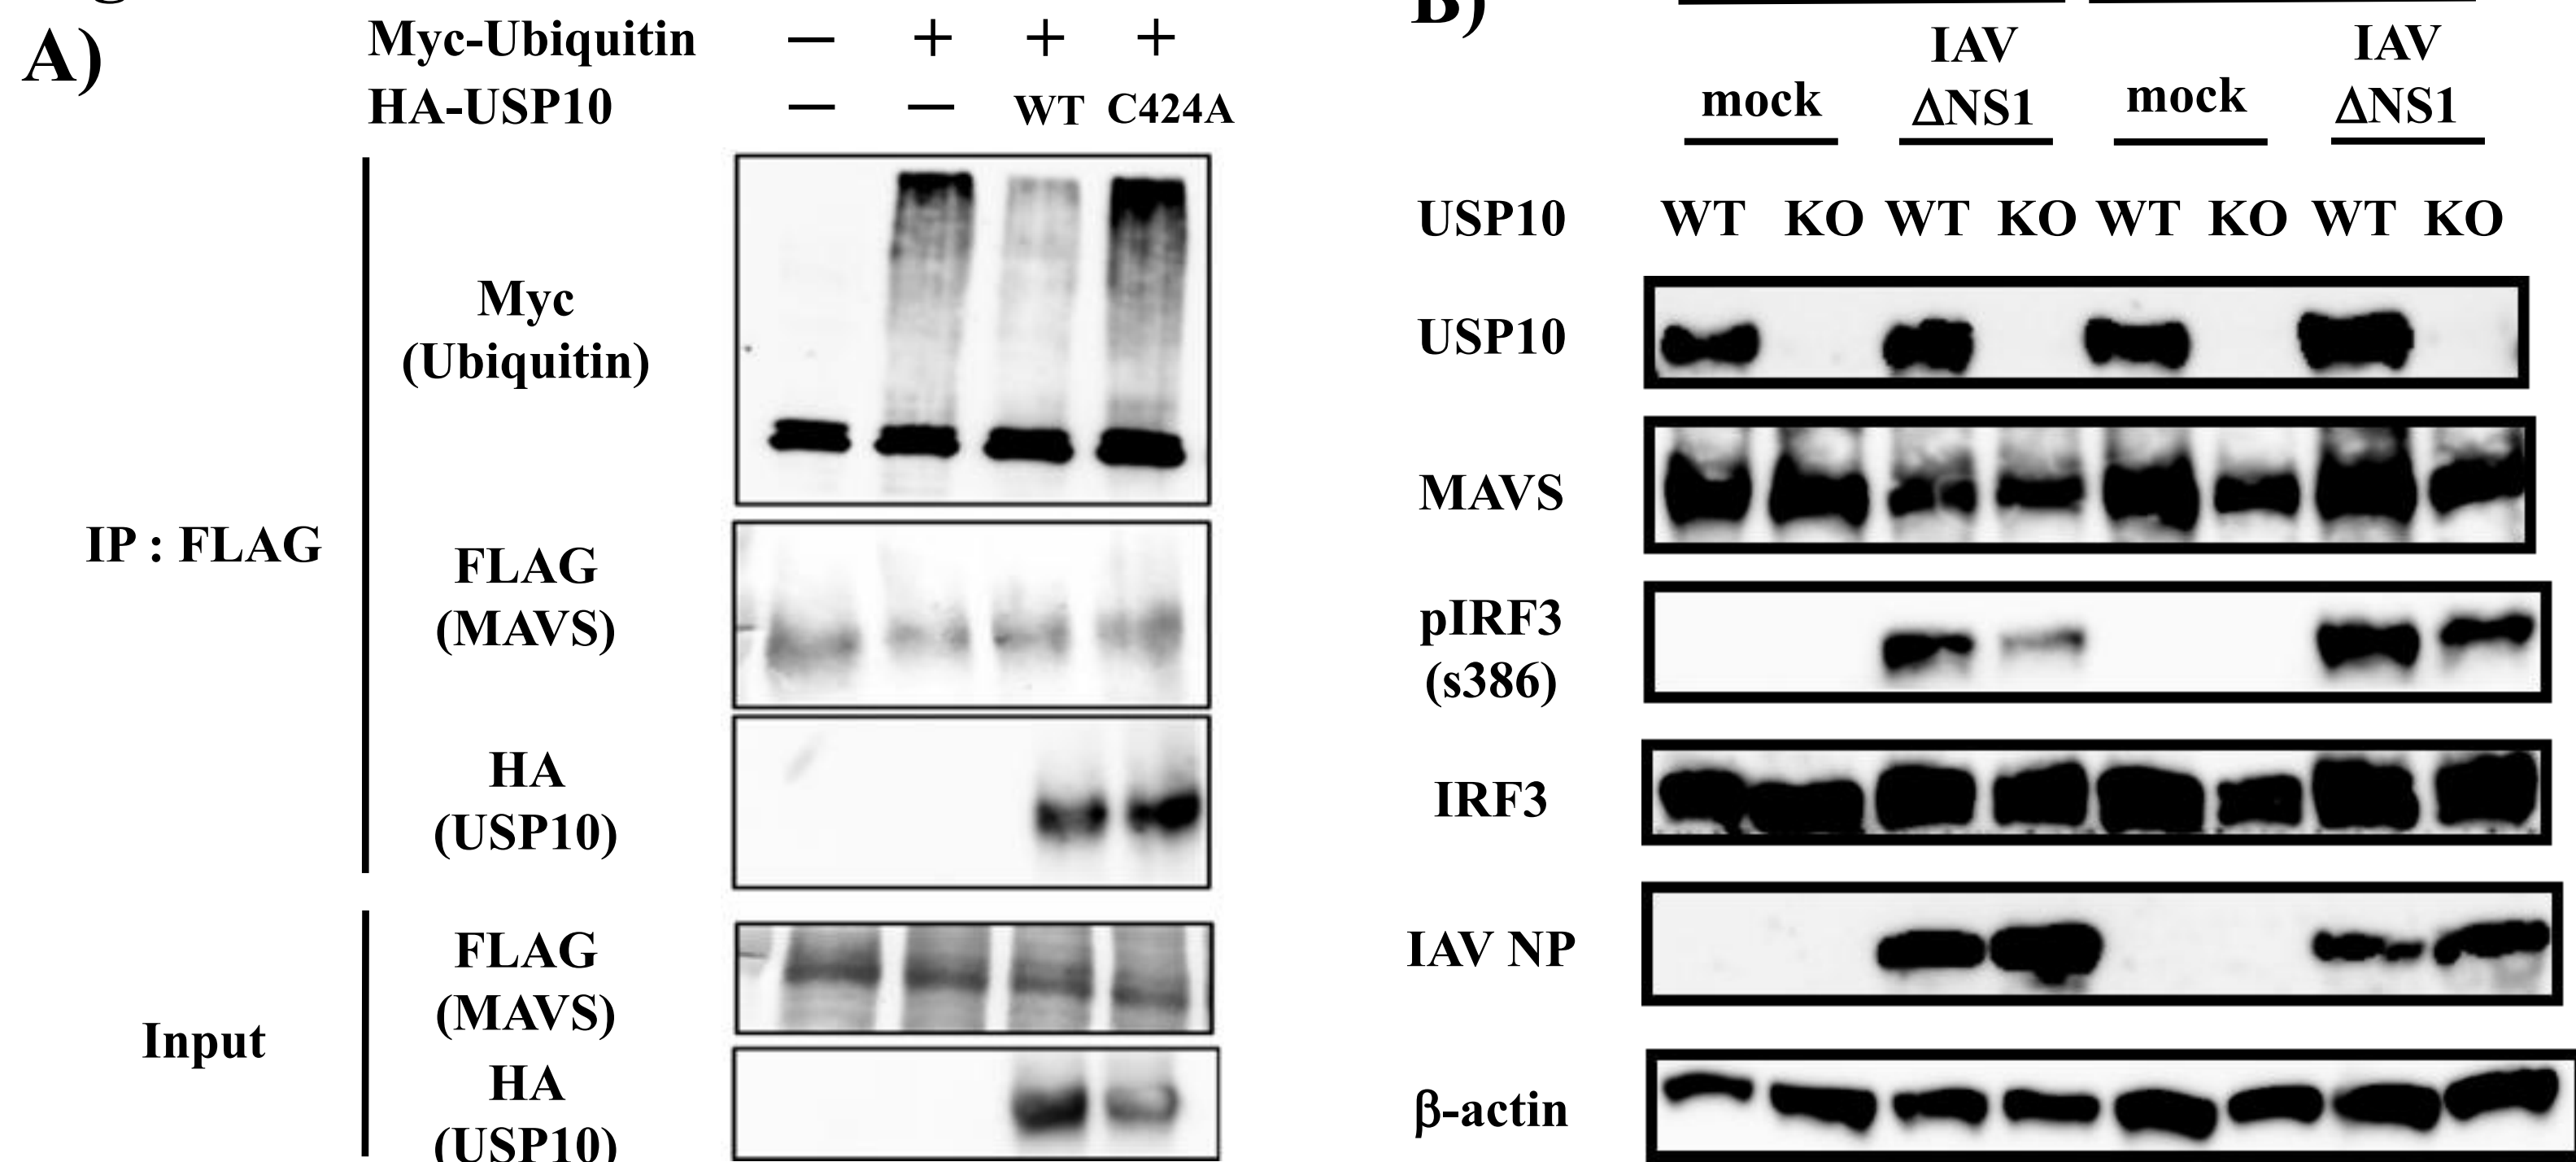 A)
Myc-Ubiquitin − + + +
HA-USP10 − − WT C424A
IP : FLAG
Myc
(Ubiquitin)
FLAG
(MAVS)
HA
(USP10)
Input
FLAG
(MAVS)
HA
(USP10)
B)
mock IAV ΔNS1 mock IAV ΔNS1
USP10 WT KO WT KO WT KO WT KO
USP10
MAVS
pIRF3
(s386)
IRF3
IAV NP
β-actin